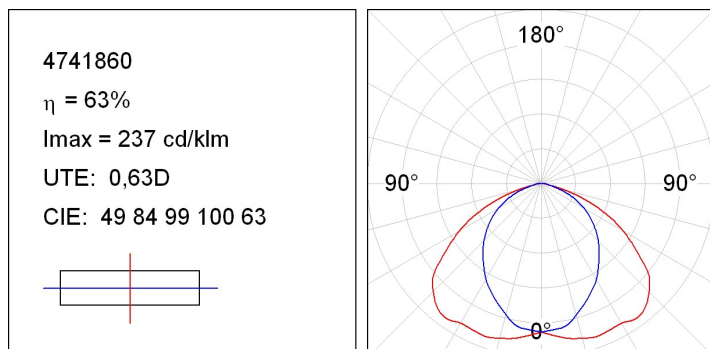 4741860
η = 63%
Imax = 237 cd/klm
UTE: 0,63D
CIE: 49 84 99 100 63
180°
90° 90°
0°